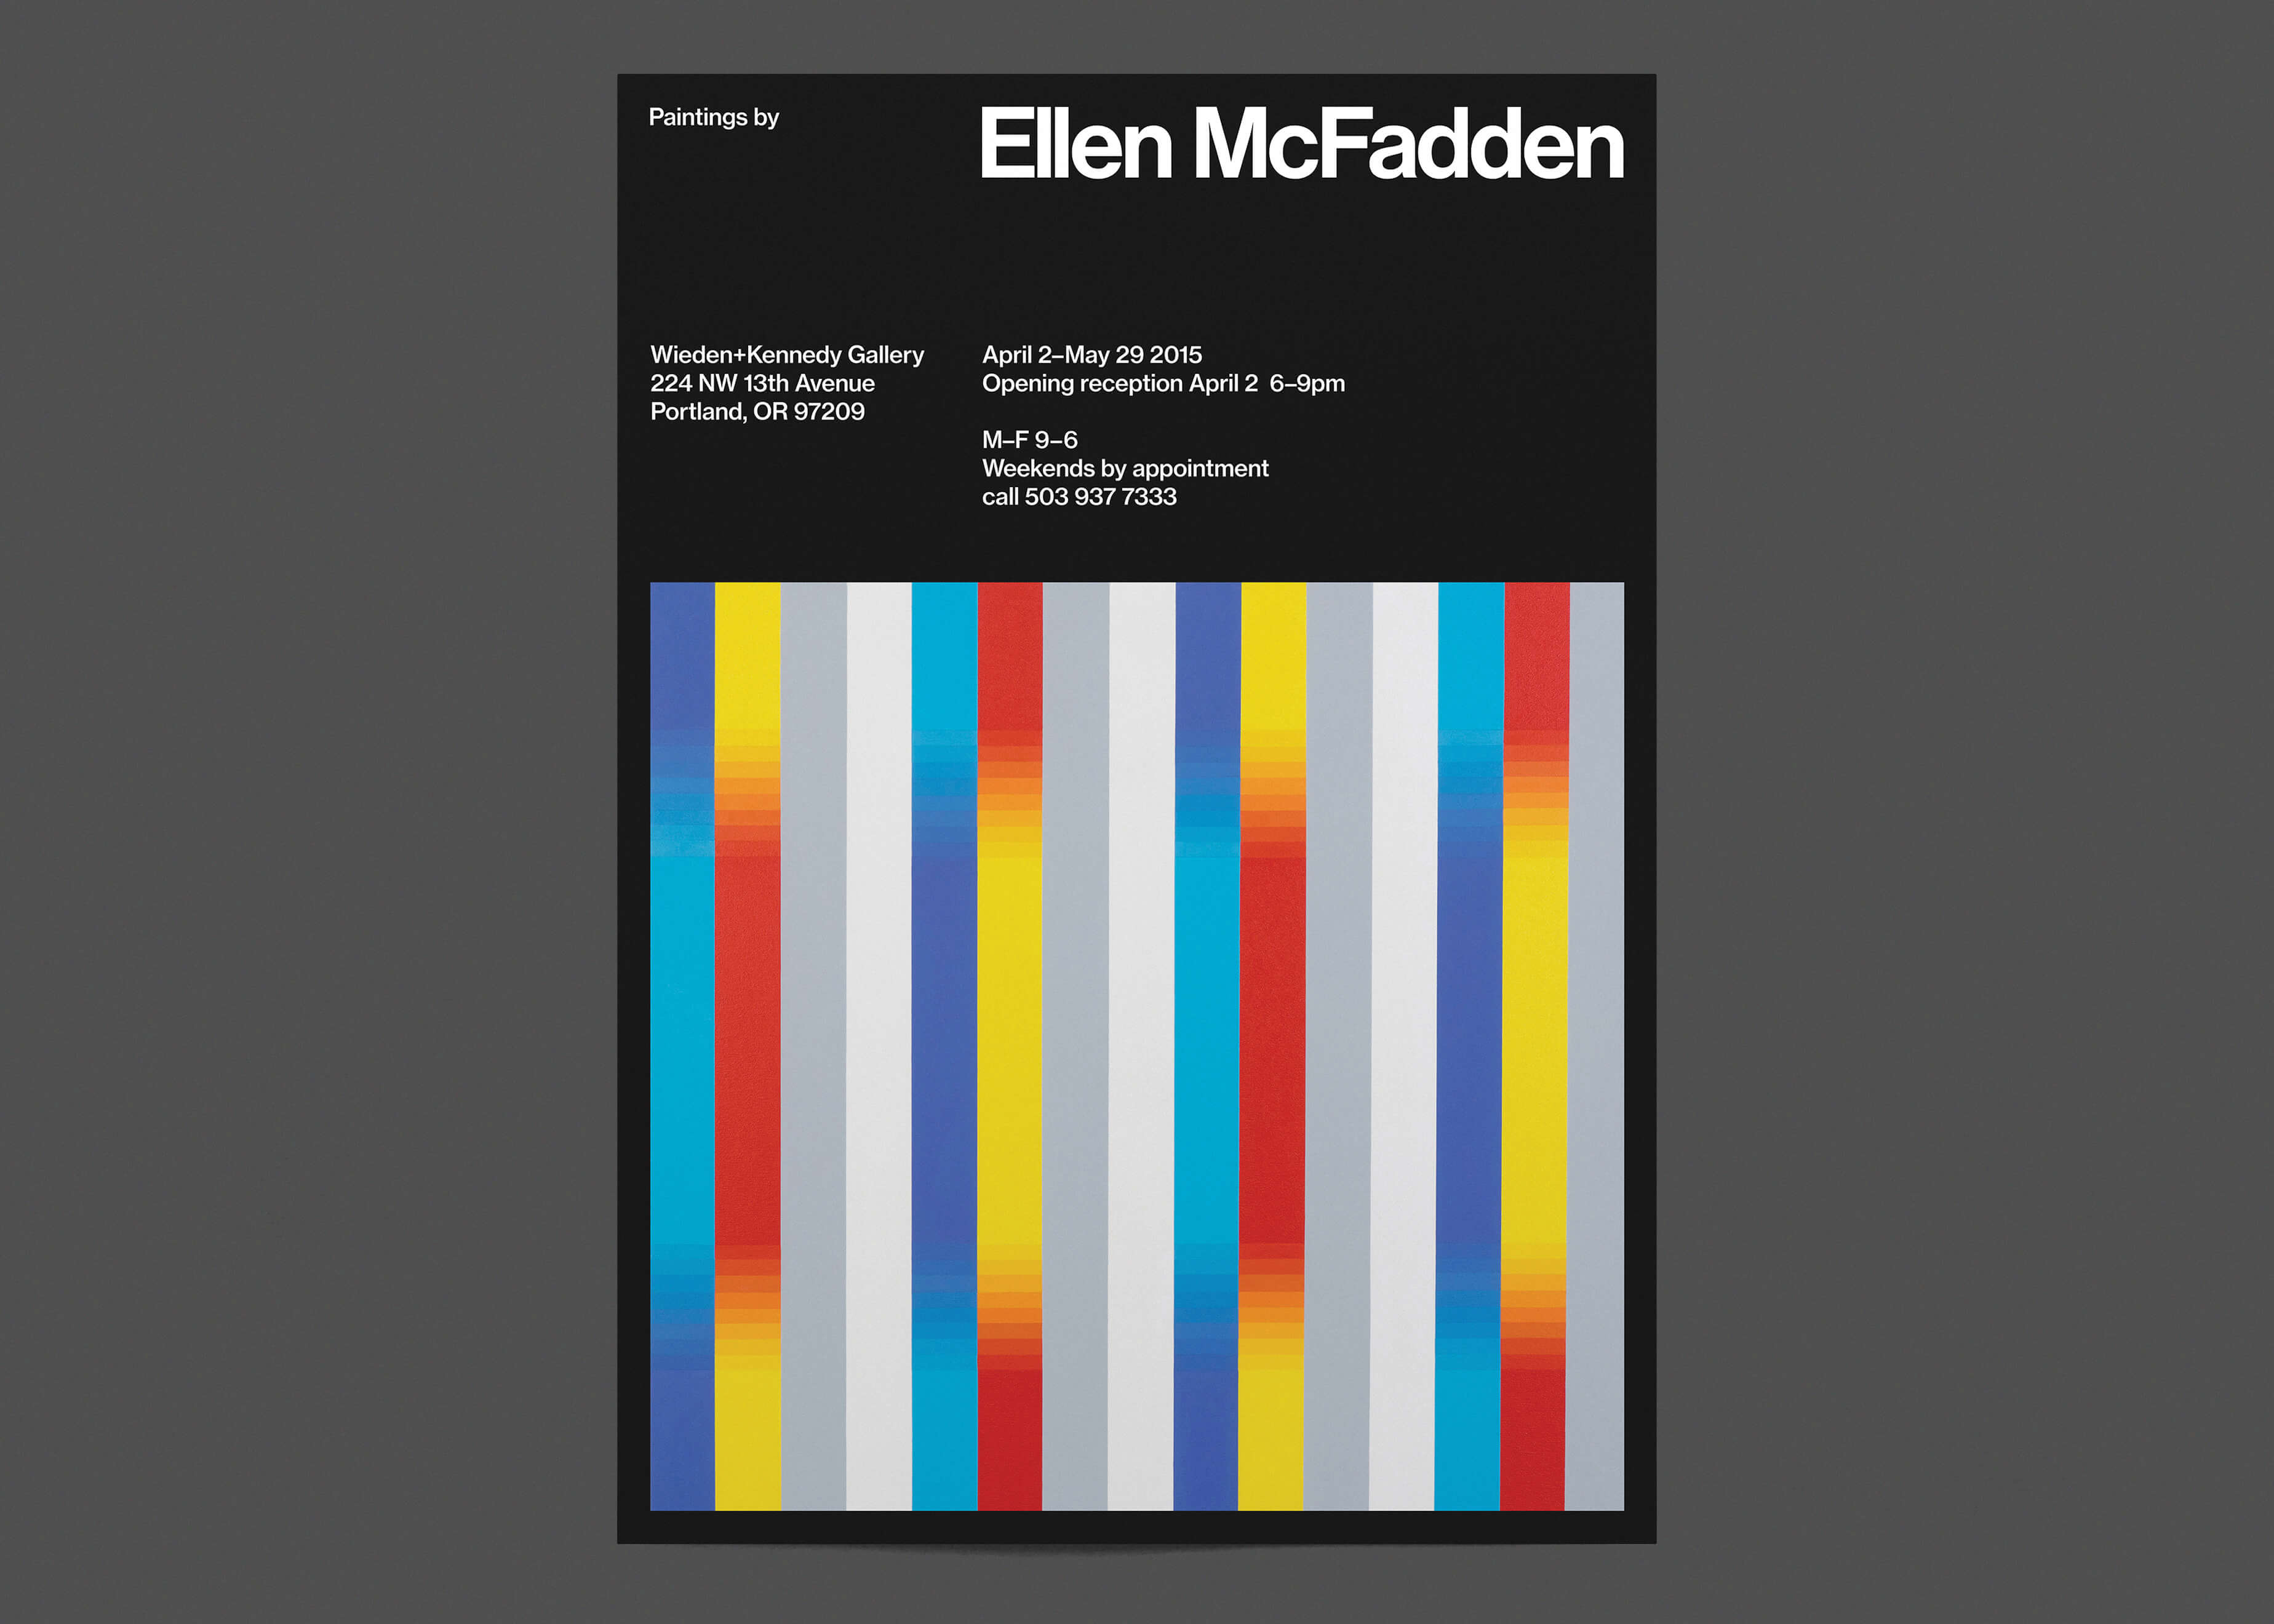 Paintings by
Ellen McFadden
Wieden+Kennedy Gallery
224 NW 13th Avenue
Portland, OR 97209
April 2–May 29 2015
Opening reception April 2  6–9pm
M–F 9–6
Weekends by appointment
call 503 937 7333